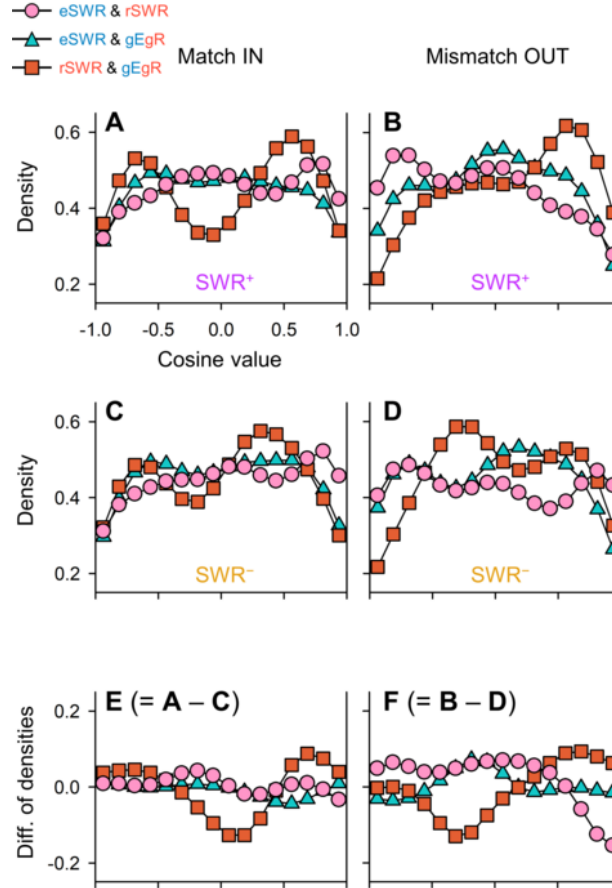 eSWR & rSWR
eSWR & gEgR
rSWR & gEgR
Match IN
Mismatch OUT
A
B
Density
0.6
0.4
0.2
SWR⁺
SWR⁺
-1.0 -0.5 0.0 0.5 1.0
Cosine value
C
D
Density
0.6
0.4
0.2
SWR⁻
SWR⁻
E (= A – C)
F (= B – D)
Diff. of densities
0.2
0.0
-0.2